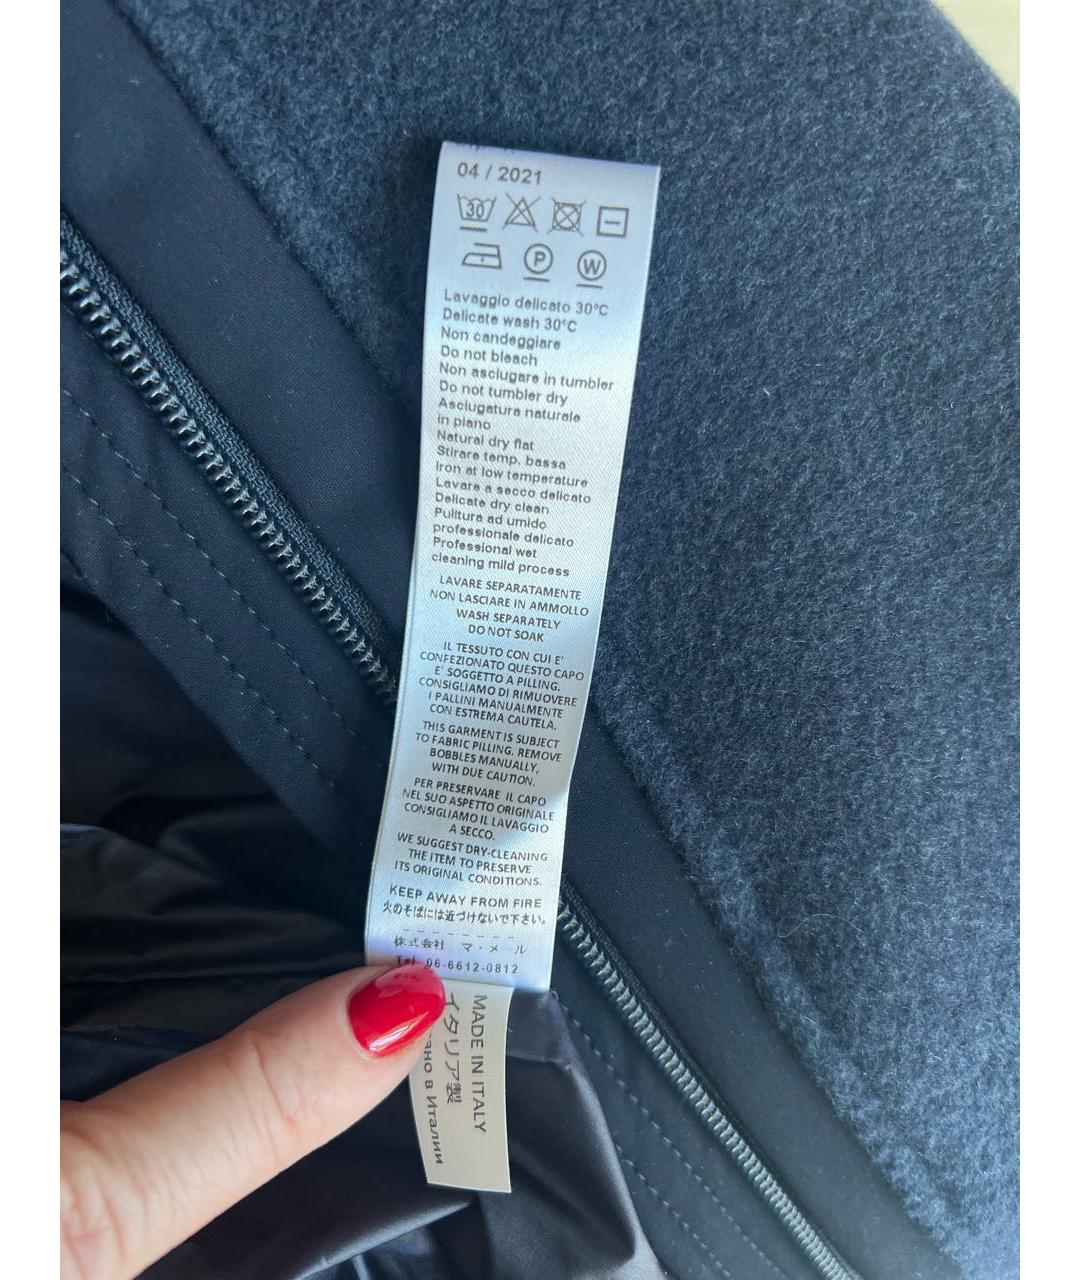 04 / 2021
30
P W
Lavaggio delicato 30°C
Delicate wash 30°C
Non candeggiare
Do not bleach
Non asciugare in tumbler
Do not tumbler dry
Asciugatura naturale
in piano
Natural dry flat
Stirare temp. bassa
Iron at low temperature
Lavare a secco delicato
Delicate dry clean
Pulitura ad umido
professionale delicato
Professional wet
cleaning mild process
LAVARE SEPARATAMENTE
NON LASCIARE IN AMMOLLO
WASH SEPARATELY
DO NOT SOAK
IL TESSUTO CON CUI E'
CONFEZIONATO QUESTO CAPO
E' SOGGETTO A PILLING.
CONSIGLIAMO DI RIMUOVERE
I PALLINI MANUALMENTE
CON ESTREMA CAUTELA.
THIS GARMENT IS SUBJECT
TO FABRIC PILLING. REMOVE
BOBBLES MANUALLY,
WITH DUE CAUTION.
PER PRESERVARE IL CAPO
NEL SUO ASPETTO ORIGINALE
CONSIGLIAMO IL LAVAGGIO
A SECCO.
WE SUGGEST DRY-CLEANING
THE ITEM TO PRESERVE
ITS ORIGINAL CONDITIONS.
KEEP AWAY FROM FIRE
火のそばには近づけないで下さい。
株式会社 マ・メール
Tel 06-6612-0812
MADE IN ITALY
イタリア製
в Италии